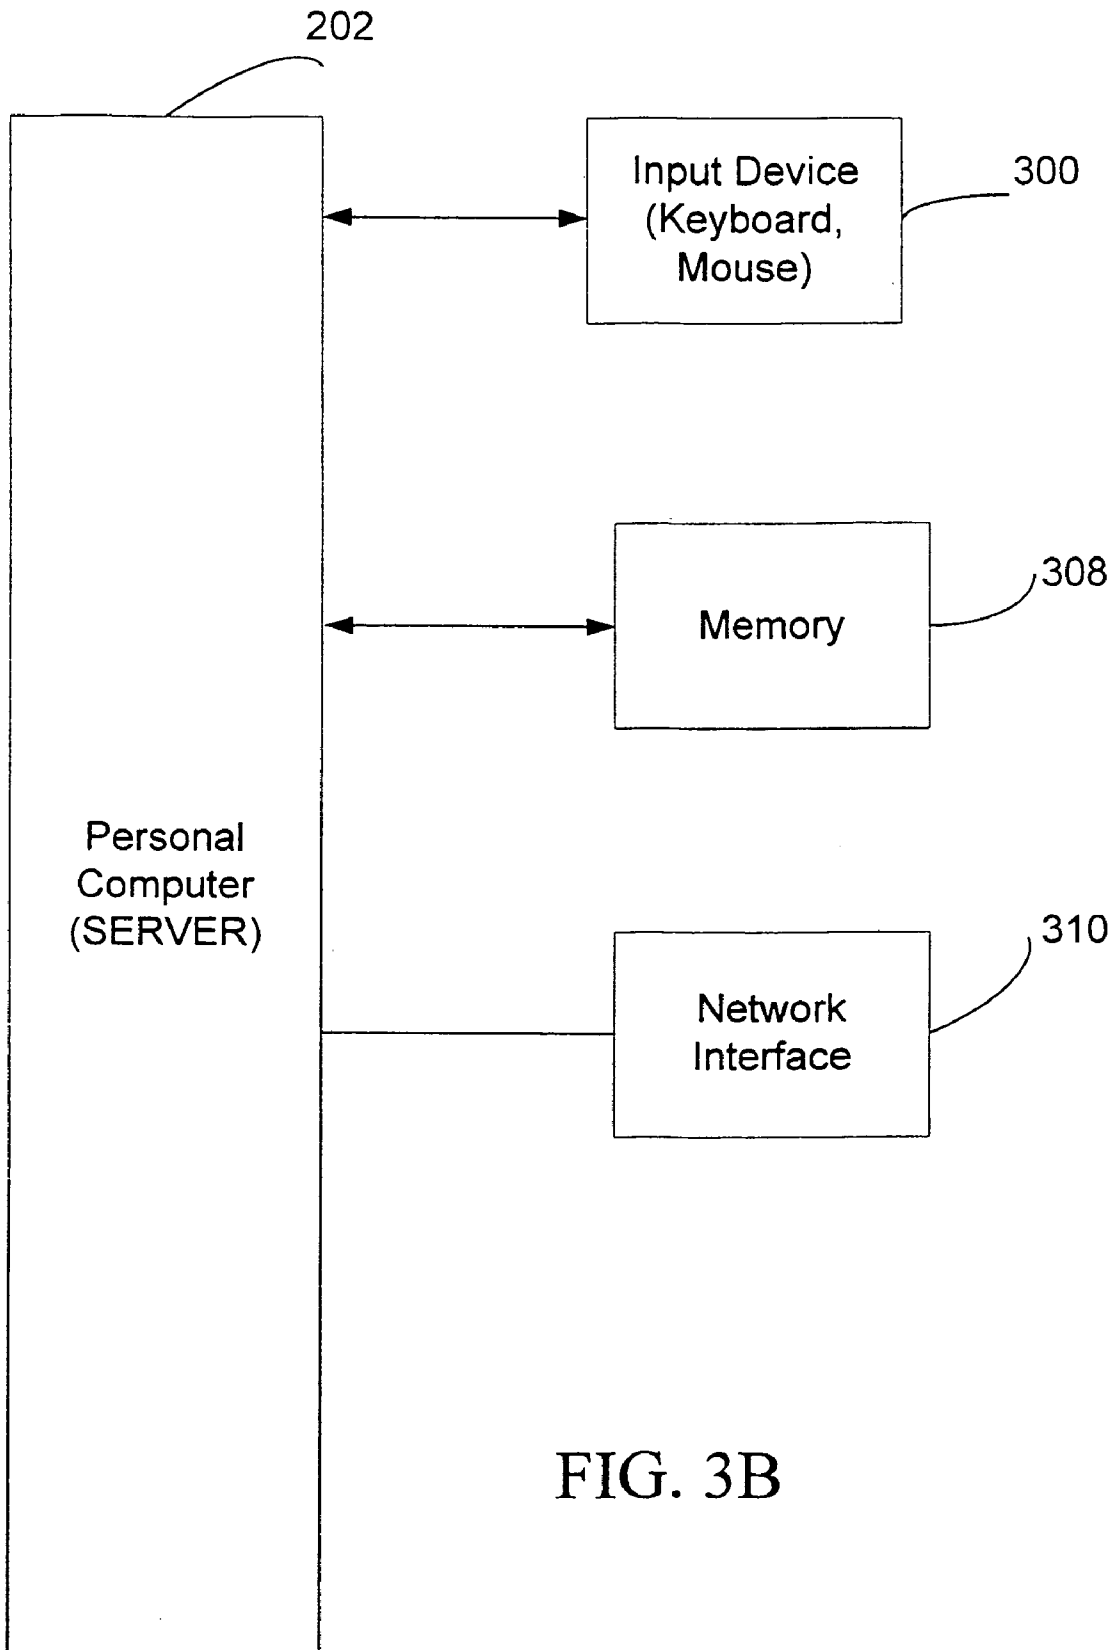 202
Input Device
(Keyboard,
Mouse)
300
Memory
308
Personal
Computer
(SERVER)
Network
Interface
310
FIG. 3B